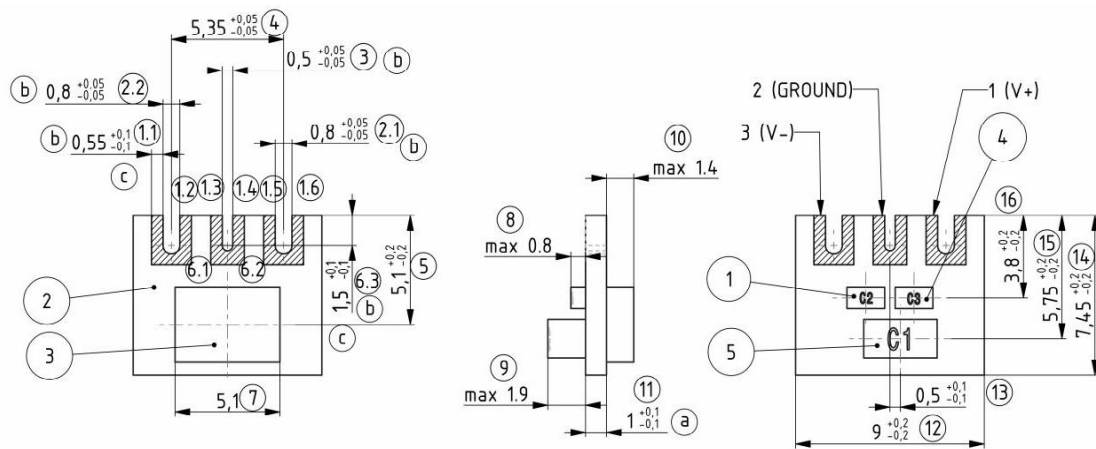 5,35 +0,05 -0,05 4
0,5 +0,05 -0,05 3 b
b 0,8 +0,05 -0,05 2.2
b 0,55 +0,1 -0,1 1.1
0,8 +0,05 -0,05 2.1
b
c
1.2 1.3 1.4 1.5 1.6
6.1 6.2
1,5 +0,1 -0,1 6.3 b
c
5,1 +0,2 -0,2 5
2
3
5,1 7
10
max 1.4
8
max 0.8
9
max 1.9
11
1 +0,1 -0,1 a
2 (GROUND)
1 (V+)
3 (V-)
4
16
3,8 +0,2 -0,2
5,75 +0,2 -0,2 15
7,45 +0,2 -0,2 14
1
C2 C3
5
C1
0,5 +0,1 -0,1 13
9 +0,2 -0,2 12